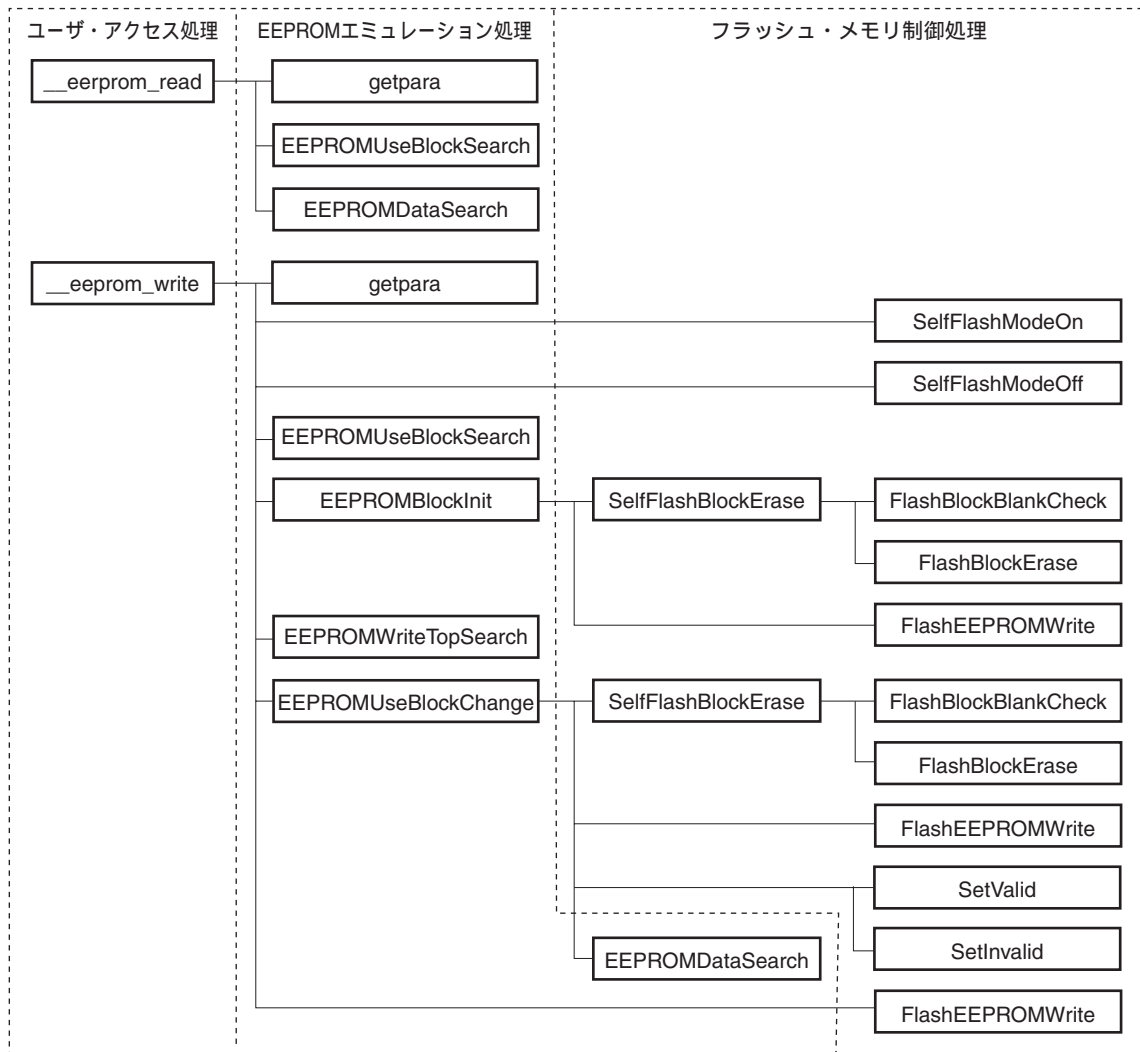 ユーザ・アクセス処理
EEPROMエミュレーション処理
フラッシュ・メモリ制御処理
__eerprom_read
getpara
EEPROMUseBlockSearch
EEPROMDataSearch
__eeprom_write
getpara
SelfFlashModeOn
SelfFlashModeOff
EEPROMUseBlockSearch
EEPROMBlockInit
SelfFlashBlockErase
FlashBlockBlankCheck
FlashBlockErase
FlashEEPROMWrite
EEPROMWriteTopSearch
EEPROMUseBlockChange
SelfFlashBlockErase
FlashBlockBlankCheck
FlashBlockErase
FlashEEPROMWrite
SetValid
SetInvalid
EEPROMDataSearch
FlashEEPROMWrite